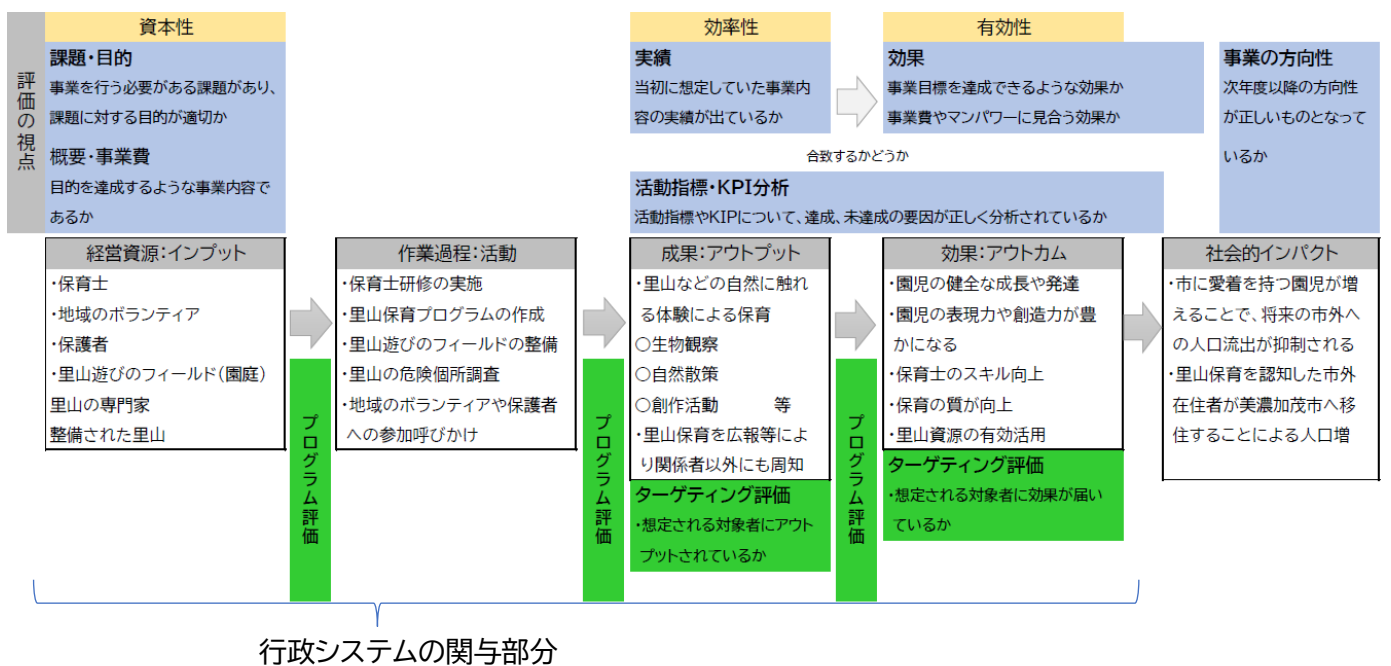 評価の視点
資本性
課題・目的
事業を行う必要がある課題があり、
課題に対する目的が適切か
概要・事業費
目的を達成するような事業内容で
あるか
効率性
実績
当初に想定していた事業内
容の実績が出ているか
有効性
効果
事業目標を達成できるような効果か
事業費やマンパワーに見合う効果か
合致するかどうか
活動指標・KPI分析
活動指標やKIPについて、達成、未達成の要因が正しく分析されているか
事業の方向性
次年度以降の方向性
が正しいものとなって
いるか
経営資源：インプット
・保育士
・地域のボランティア
・保護者
・里山遊びのフィールド（園庭）
里山の専門家
整備された里山
プログラム評価
作業過程：活動
・保育士研修の実施
・里山保育プログラムの作成
・里山遊びのフィールドの整備
・里山の危険個所調査
・地域のボランティアや保護者
への参加呼びかけ
プログラム評価
成果：アウトプット
・里山などの自然に触れ
る体験による保育
○生物観察
○自然散策
○創作活動　　等
・里山保育を広報等によ
り関係者以外にも周知
ターゲティング評価
・想定される対象者にアウト
プットされているか
プログラム評価
効果：アウトカム
・園児の健全な成長や発達
・園児の表現力や創造力が豊
かになる
・保育士のスキル向上
・保育の質が向上
・里山資源の有効活用
ターゲティング評価
・想定される対象者に効果が届い
ているか
社会的インパクト
・市に愛着を持つ園児が増
えることで、将来の市外へ
の人口流出が抑制される
・里山保育を認知した市外
在住者が美濃加茂市へ移
住することによる人口増
行政システムの関与部分